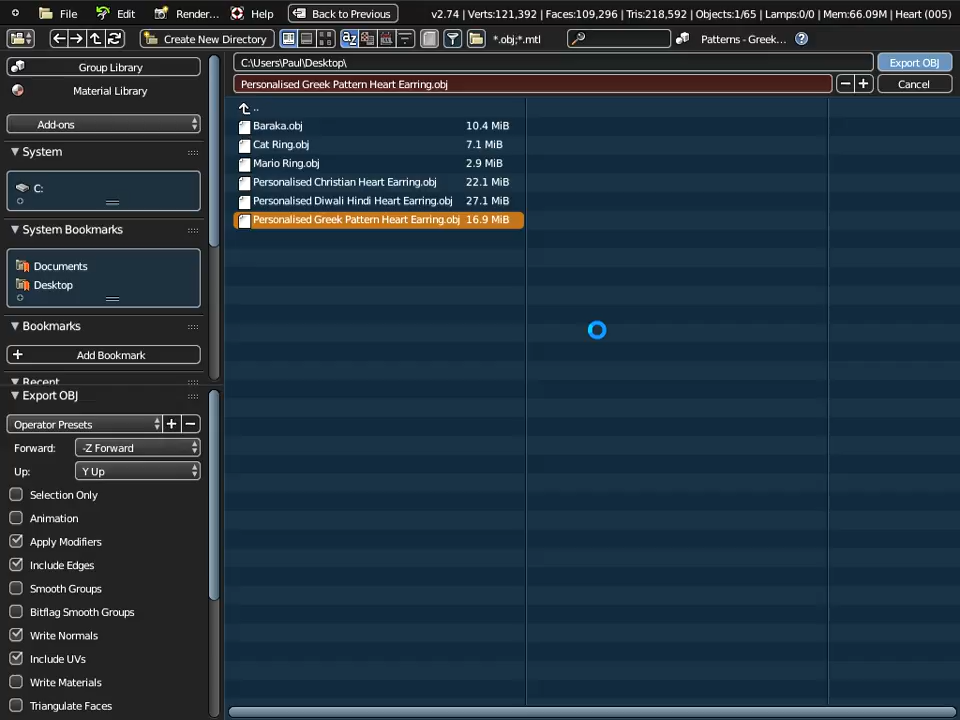 File Edit Render... Help Back to Previous v2.74 | Verts:121,392 | Faces:109,296 | Tris:218,592 | Objects:1/65 | Lamps:0/0 | Mem:66.09M | Heart (005)
Create New Directory *.obj;*.mtl Patterns - Greek...
Group Library
Material Library
Add-ons
System
C:
System Bookmarks
Documents
Desktop
Bookmarks
Add Bookmark
Recent
Export OBJ
Operator Presets
Forward: -Z Forward
Up: Y Up
Selection Only
Animation
Apply Modifiers
Include Edges
Smooth Groups
Bitflag Smooth Groups
Write Normals
Include UVs
Write Materials
Triangulate Faces
C:\Users\Paul\Desktop\ Export OBJ
Personalised Greek Pattern Heart Earring.obj Cancel
..
Baraka.obj 10.4 MiB
Cat Ring.obj 7.1 MiB
Mario Ring.obj 2.9 MiB
Personalised Christian Heart Earring.obj 22.1 MiB
Personalised Diwali Hindi Heart Earring.obj 27.1 MiB
Personalised Greek Pattern Heart Earring.obj 16.9 MiB